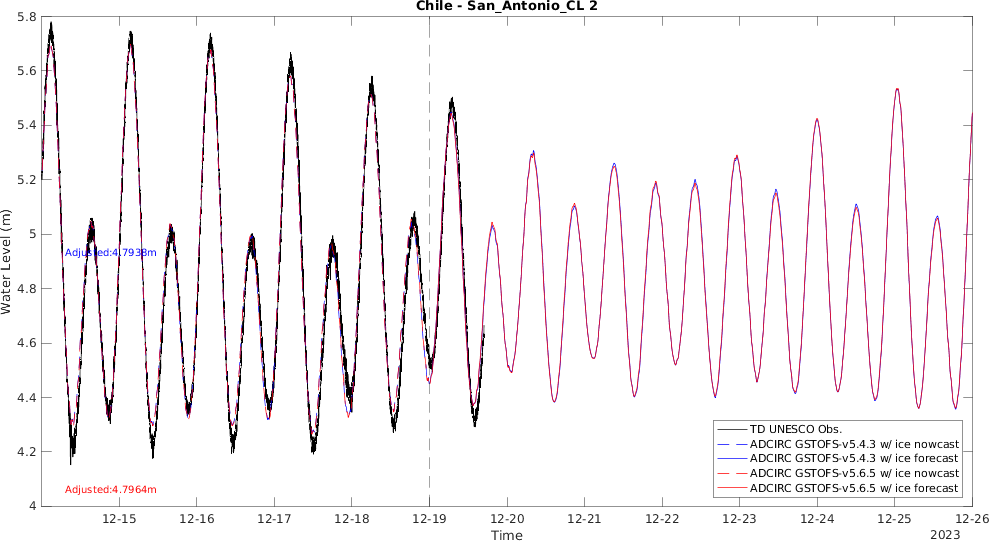 Chile - San_Antonio_CL 2
5.8
5.6
5.4
5.2
5
4.8
4.6
4.4
4.2
4
Water Level (m)
Adjusted:4.7938m
Adjusted:4.7964m
TD UNESCO Obs.
ADCIRC GSTOFS-v5.4.3 w/ ice nowcast
ADCIRC GSTOFS-v5.4.3 w/ ice forecast
ADCIRC GSTOFS-v5.6.5 w/ ice nowcast
ADCIRC GSTOFS-v5.6.5 w/ ice forecast
12-15 12-16 12-17 12-18 12-19 12-20 12-21 12-22 12-23 12-24 12-25 12-26
Time
2023